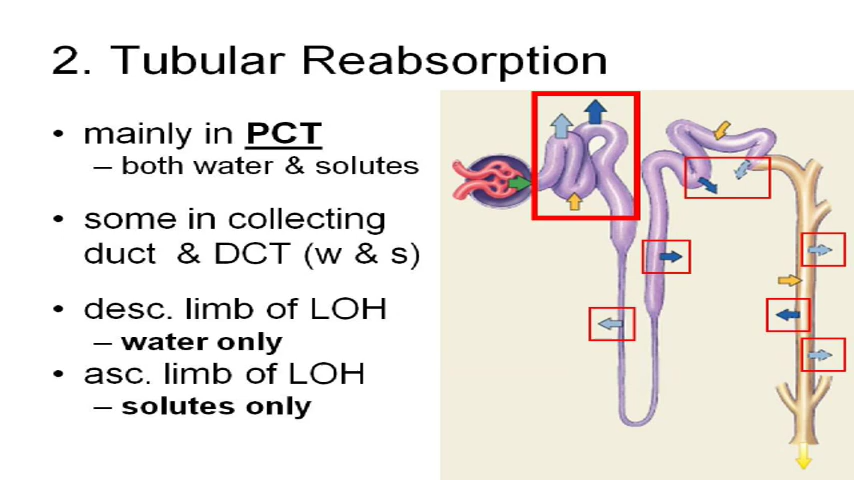 2. Tubular Reabsorption
• mainly in PCT
– both water & solutes
• some in collecting
duct & DCT (w & s)
• desc. limb of LOH
– water only
• asc. limb of LOH
– solutes only